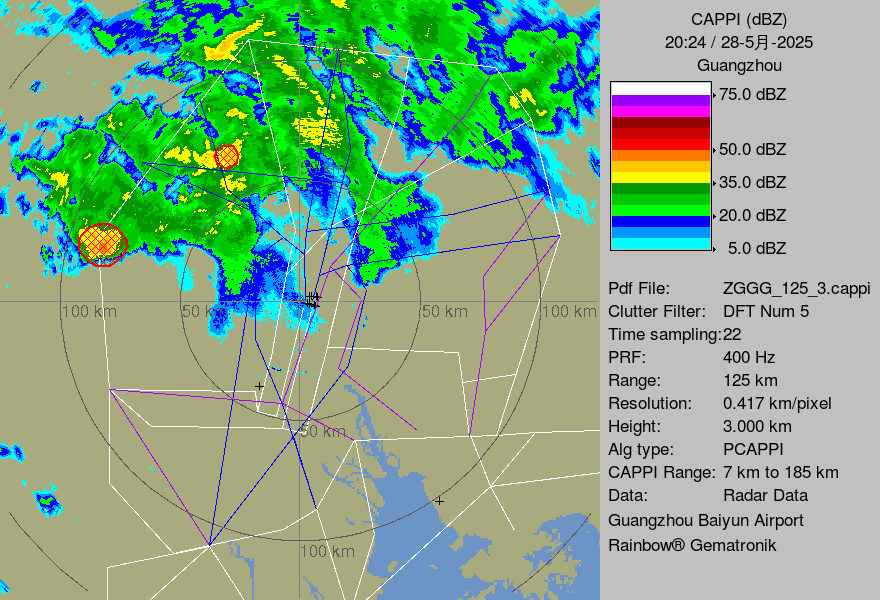 CAPPI (dBZ)
20:24 / 28-5月-2025
Guangzhou
75.0 dBZ
50.0 dBZ
35.0 dBZ
20.0 dBZ
5.0 dBZ
Pdf File: ZGGG_125_3.cappi
Clutter Filter: DFT Num 5
Time sampling:22
PRF: 400 Hz
Range: 125 km
Resolution: 0.417 km/pixel
Height: 3.000 km
Alg type: PCAPPI
CAPPI Range: 7 km to 185 km
Data: Radar Data
Guangzhou Baiyun Airport
Rainbow® Gematronik
100 km 50 km 50 km 100 km
50 km
100 km